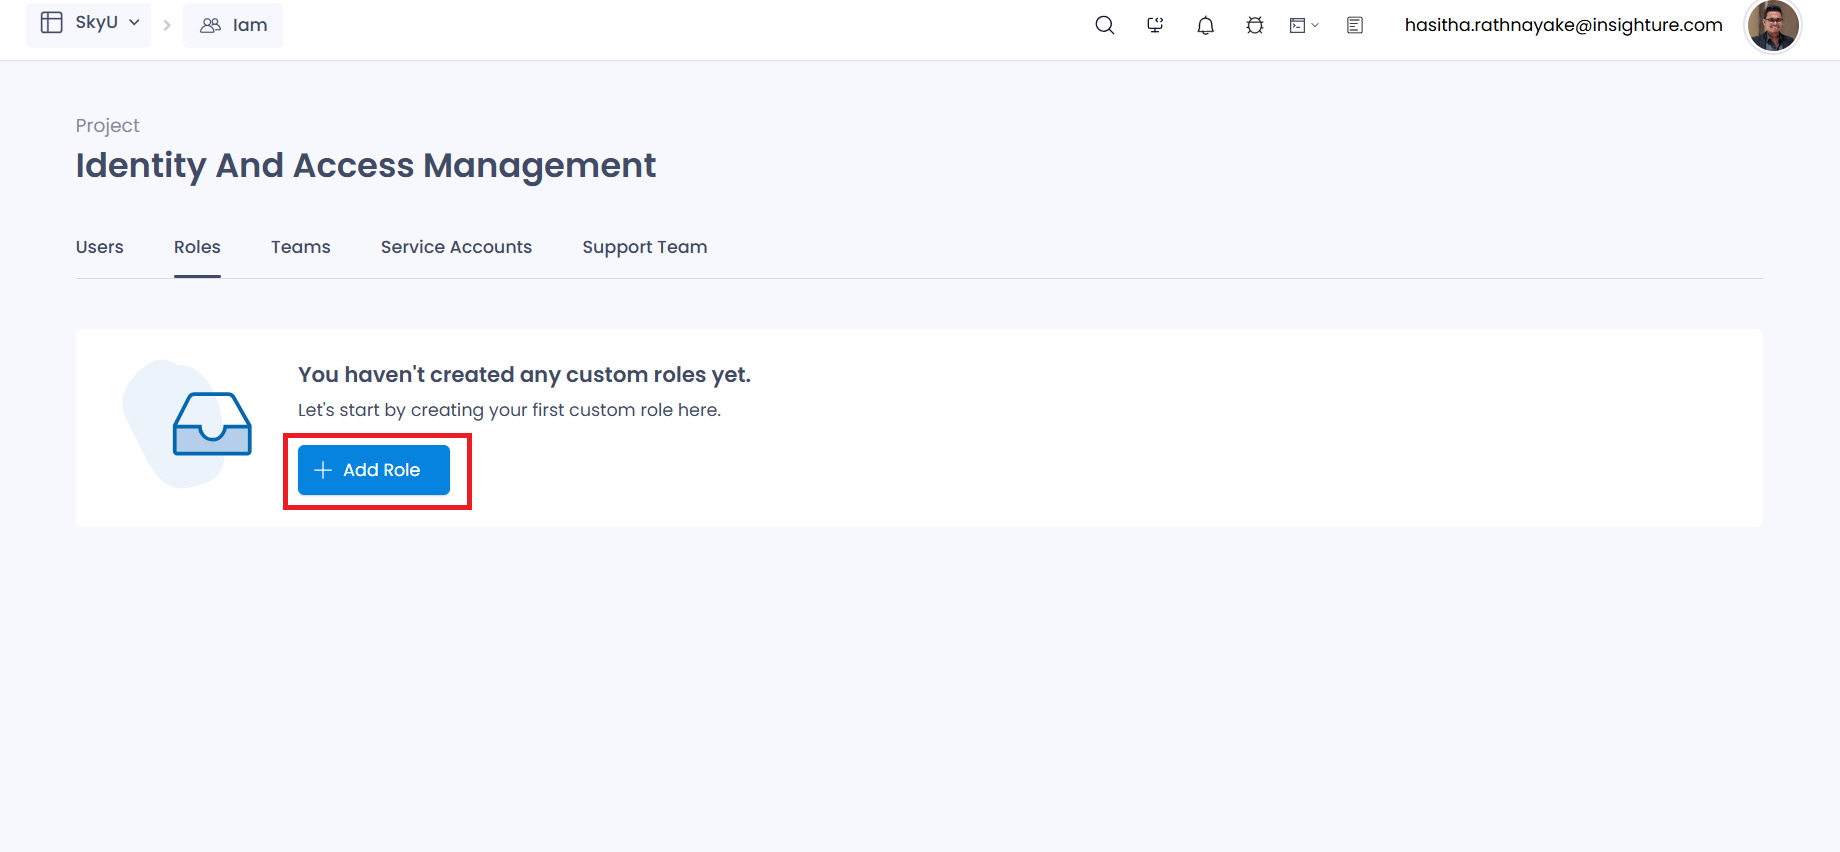 SkyU
Iam
hasitha.rathnayake@insighture.com
Project
Identity And Access Management
Users Roles Teams Service Accounts Support Team
You haven't created any custom roles yet.
Let's start by creating your first custom role here.
Add Role